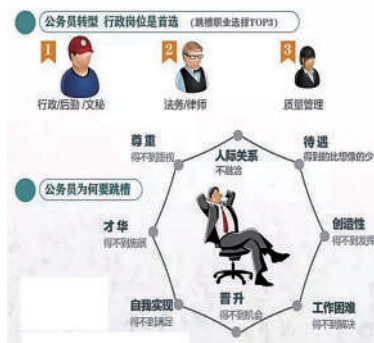 公务员转型 行政岗位是首选 (跳槽职业选择TOP3)
1
2
3
行政/后勤/文秘
法务/律师
质量管理
尊重
得不到重视
人际关系
不融洽
待遇
得到的比想像的少
公务员为何要跳槽
才华
得不到施展
创造性
得不到发挥
自我实现
得不到满足
晋升
得不到机会
工作困难
得不到解决